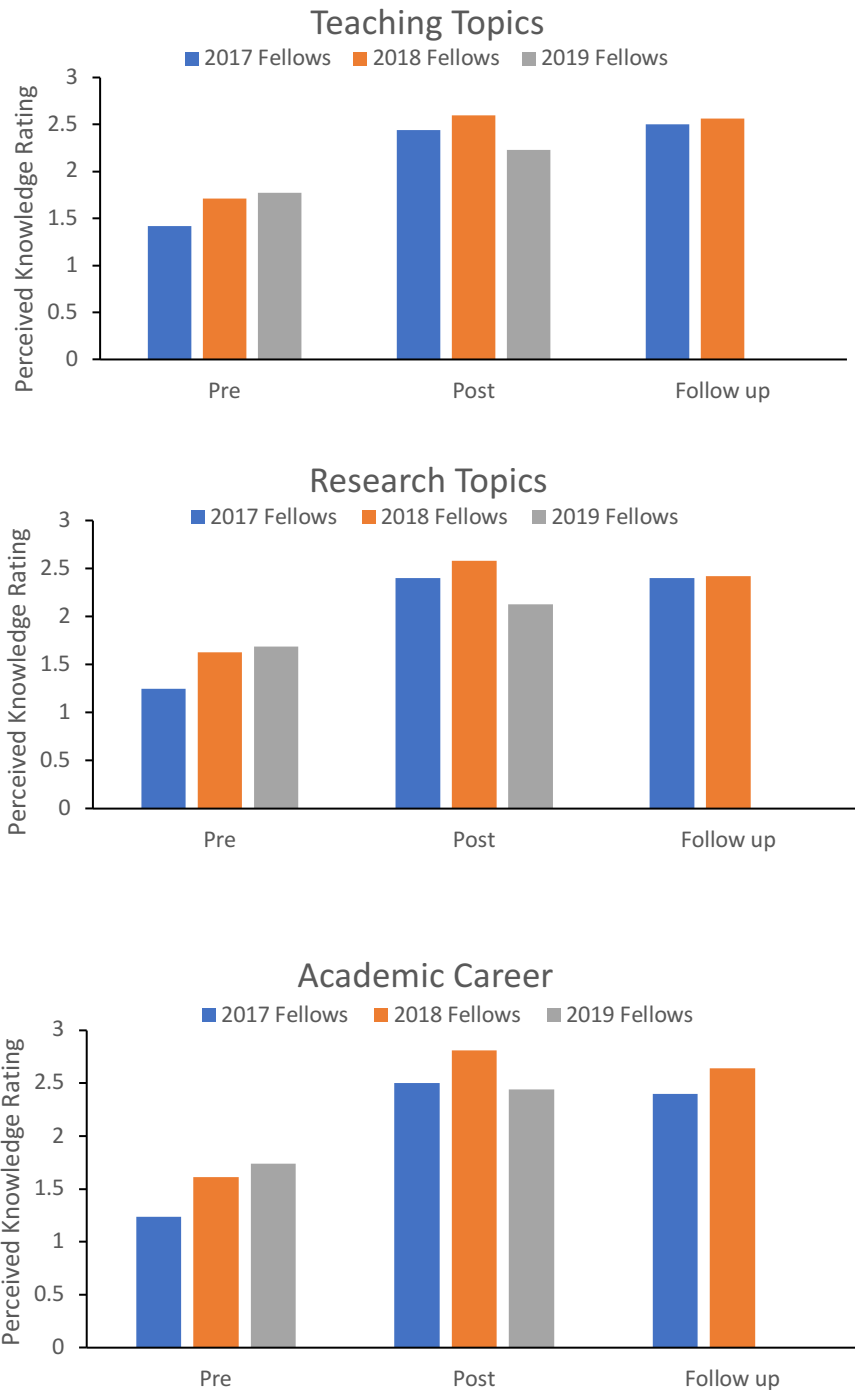 Teaching Topics
2017 Fellows 2018 Fellows 2019 Fellows
Perceived Knowledge Rating
3
2.5
2
1.5
1
0.5
0
Pre Post Follow up
Research Topics
2017 Fellows 2018 Fellows 2019 Fellows
Perceived Knowledge Rating
3
2.5
2
1.5
1
0.5
0
Pre Post Follow up
Academic Career
2017 Fellows 2018 Fellows 2019 Fellows
Perceived Knowledge Rating
3
2.5
2
1.5
1
0.5
0
Pre Post Follow up